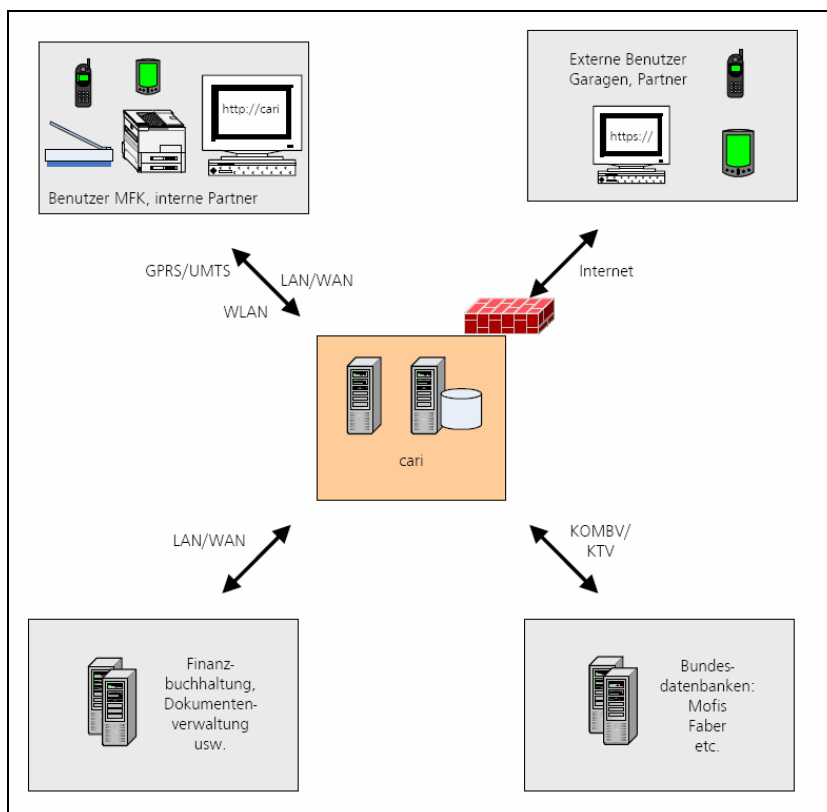 http://cari
Benutzer MFK, interne Partner
Externe Benutzer
Garagen, Partner
https://
GPRS/UMTS
LAN/WAN
WLAN
Internet
cari
LAN/WAN
KOMBV/
KTV
Finanz-
buchhaltung,
Dokumenten-
verwaltung
usw.
Bundes-
datenbanken:
Mofis
Faber
etc.